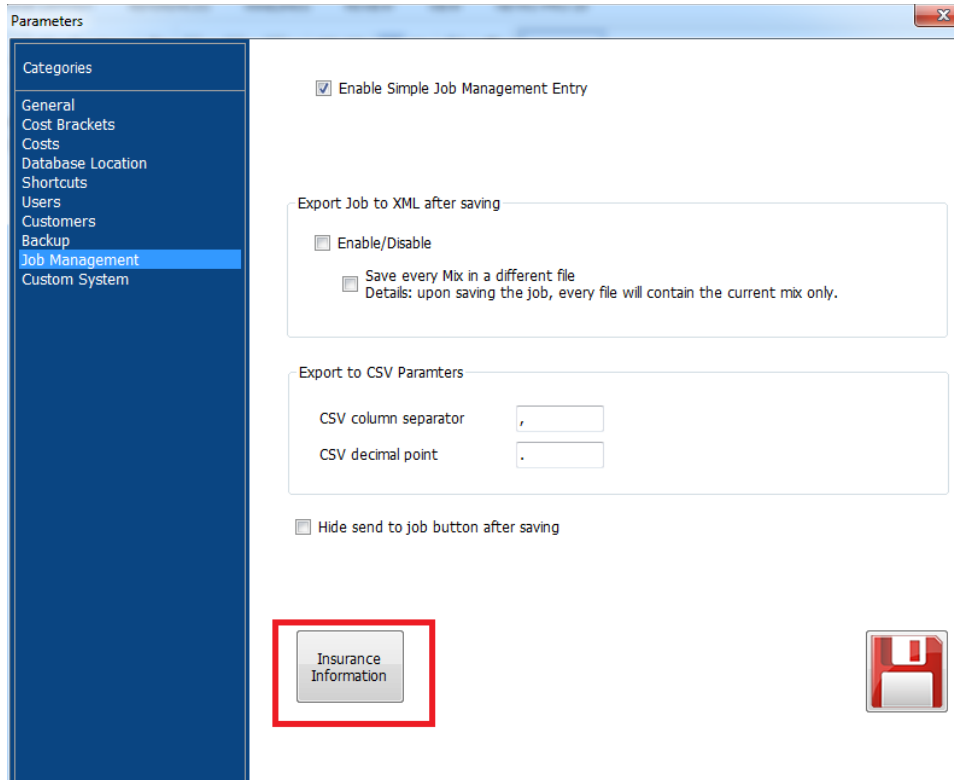 Parameters
Categories
General
Cost Brackets
Costs
Database Location
Shortcuts
Users
Customers
Backup
Job Management
Custom System
Enable Simple Job Management Entry
Export Job to XML after saving
Enable/Disable
Save every Mix in a different file
Details: upon saving the job, every file will contain the current mix only.
Export to CSV Paramters
CSV column separator ,
CSV decimal point .
Hide send to job button after saving
Insurance
Information